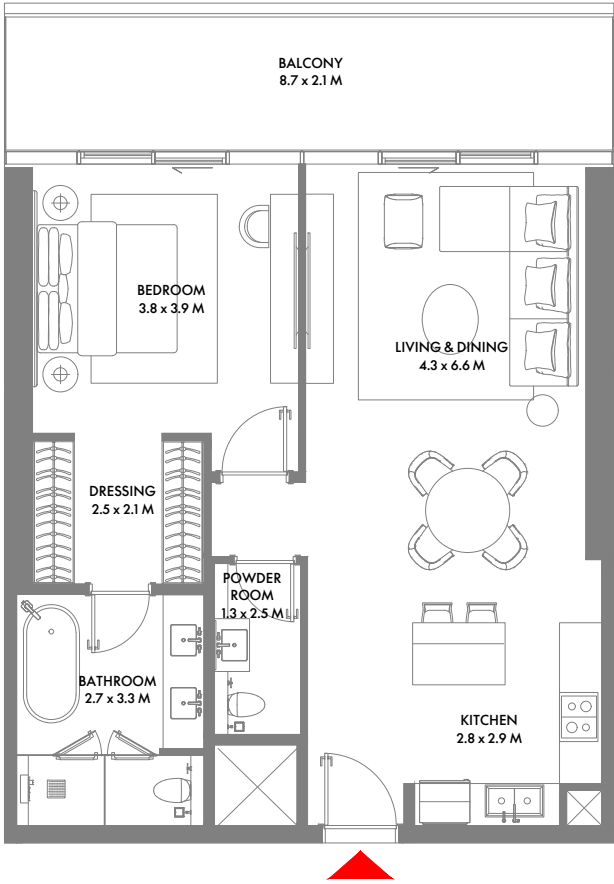 BALCONY
8.7 x 2.1 M
BEDROOM
3.8 x 3.9 M
LIVING & DINING
4.3 x 6.6 M
DRESSING
2.5 x 2.1 M
POWDER
ROOM
1.3 x 2.5 M
BATHROOM
2.7 x 3.3 M
KITCHEN
2.8 x 2.9 M